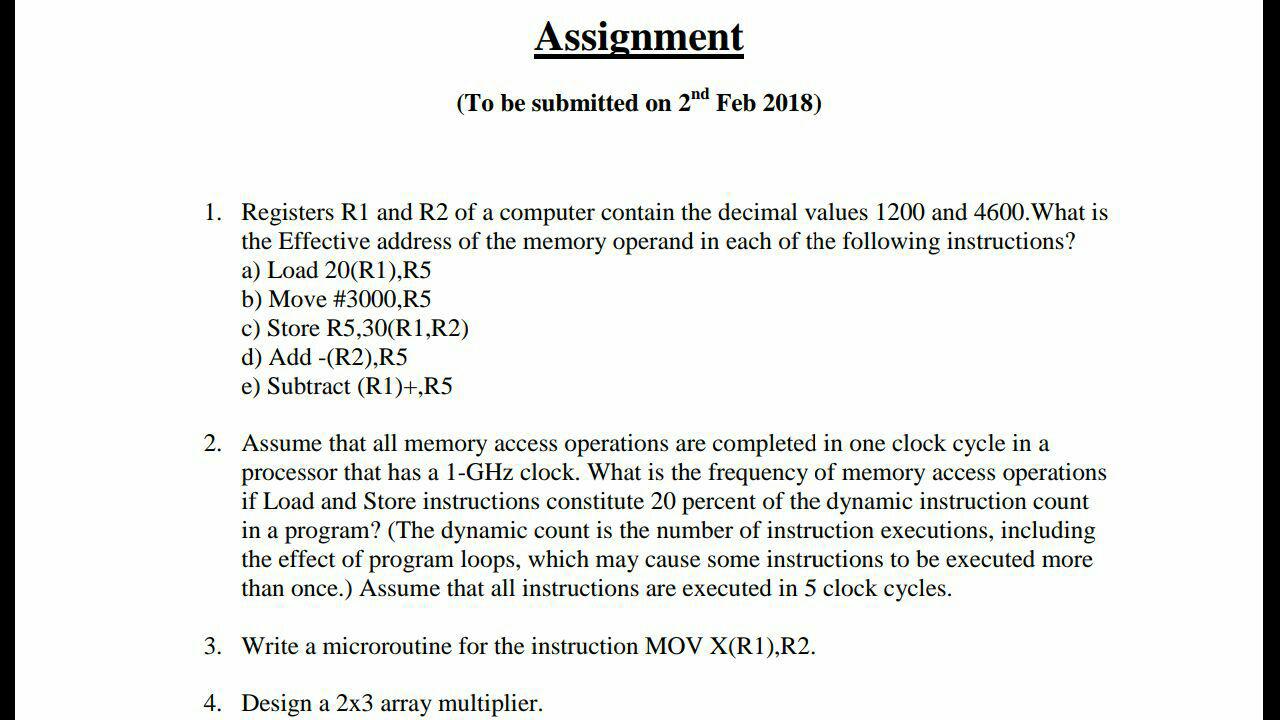 Assignment
(To be submitted on 2nd Feb 2018)
1. Registers R1 and R2 of a computer contain the decimal values 1200 and 4600.What is
the Effective address of the memory operand in each of the following instructions?
a) Load 20(R1),R5
b) Move #3000,R5
c) Store R5,30(R1,R2)
d) Add -(R2),R5
e) Subtract (R1)+,R5
2. Assume that all memory access operations are completed in one clock cycle in a
processor that has a 1-GHz clock. What is the frequency of memory access operations
if Load and Store instructions constitute 20 percent of the dynamic instruction count
in a program? (The dynamic count is the number of instruction executions, including
the effect of program loops, which may cause some instructions to be executed more
than once.) Assume that all instructions are executed in 5 clock cycles.
3. Write a microroutine for the instruction MOV X(R1),R2.
4. Design a 2x3 array multiplier.